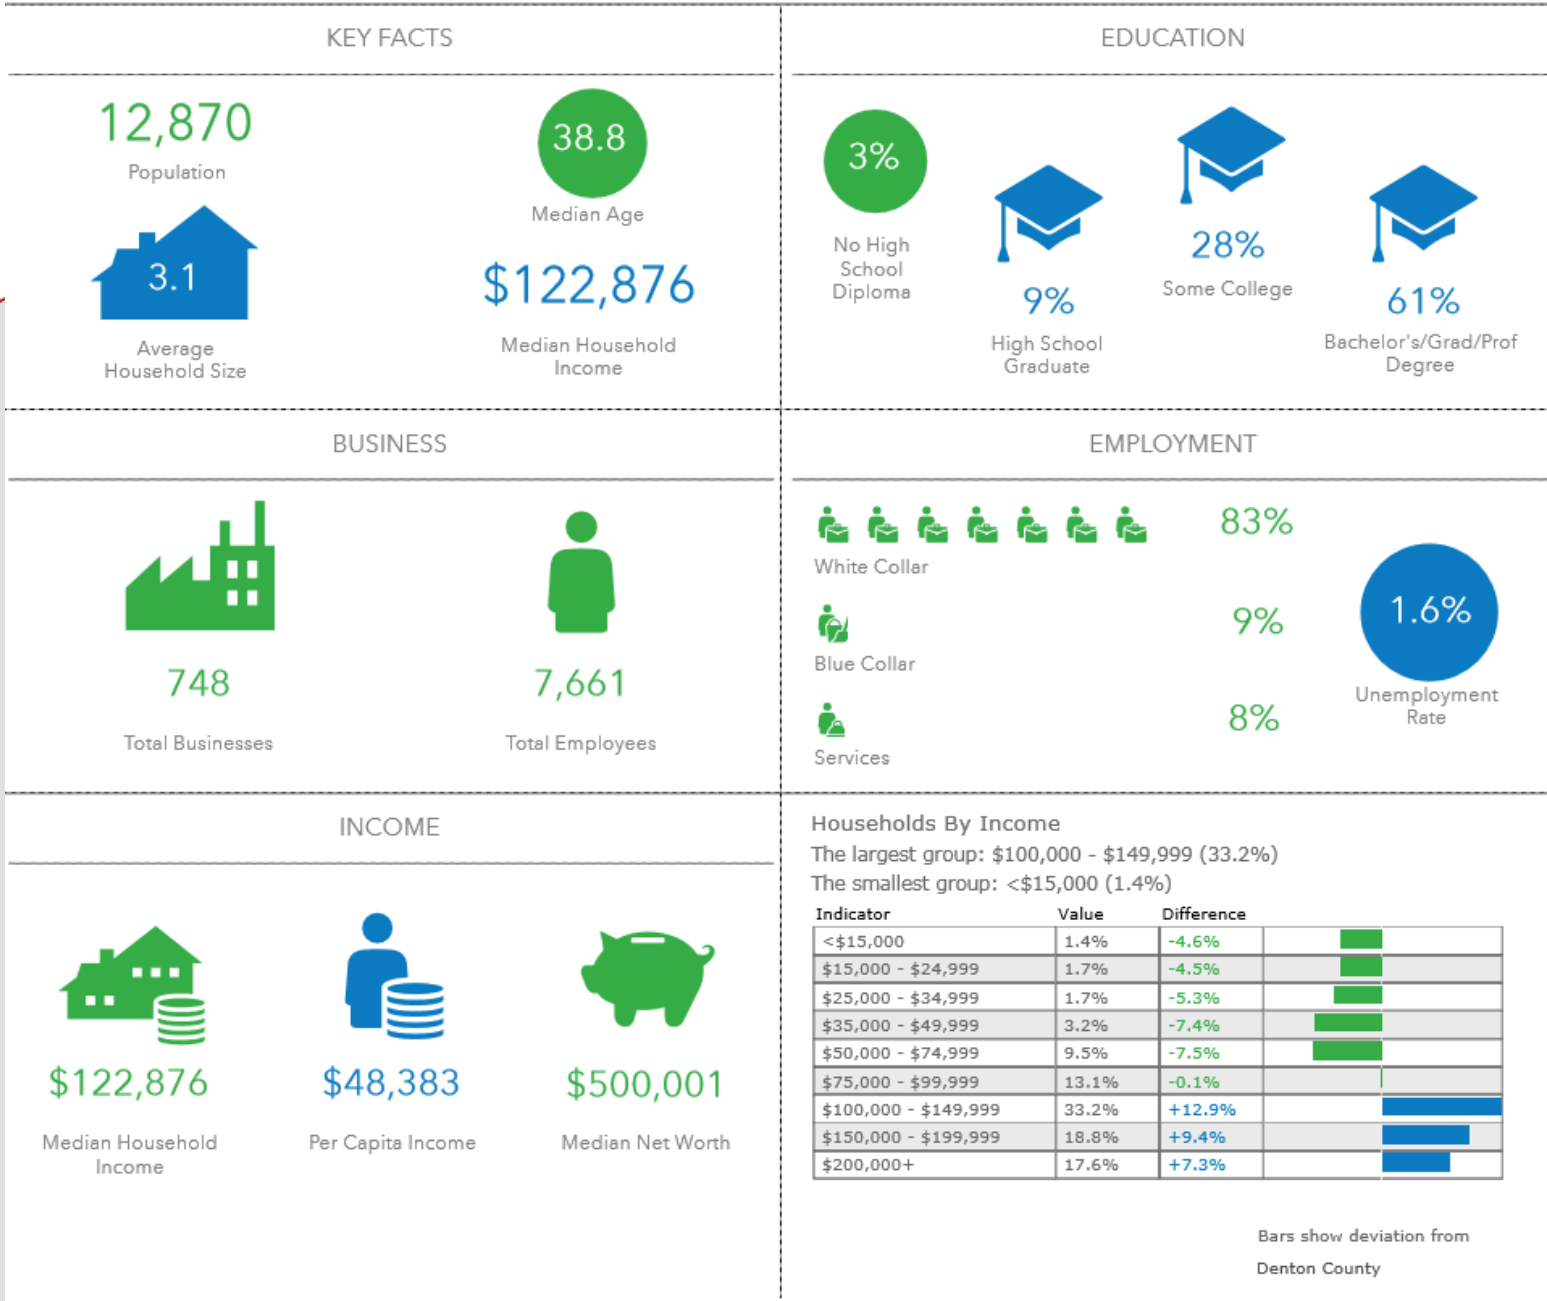 KEY FACTS
12,870
Population
38.8
Median Age
3.1
Average
Household Size
$122,876
Median Household
Income
EDUCATION
3%
No High
School
Diploma
9%
High School
Graduate
28%
Some College
61%
Bachelor's/Grad/Prof
Degree
BUSINESS
748
Total Businesses
7,661
Total Employees
EMPLOYMENT
83%
White Collar
9%
Blue Collar
8%
Services
1.6%
Unemployment
Rate
INCOME
$122,876
Median Household
Income
$48,383
Per Capita Income
$500,001
Median Net Worth
Households By Income
The largest group: $100,000 - $149,999 (33.2%)
The smallest group: <$15,000 (1.4%)
Indicator Value Difference
<$15,000 1.4% -4.6%
$15,000 - $24,999 1.7% -4.5%
$25,000 - $34,999 1.7% -5.3%
$35,000 - $49,999 3.2% -7.4%
$50,000 - $74,999 9.5% -7.5%
$75,000 - $99,999 13.1% -0.1%
$100,000 - $149,999 33.2% +12.9%
$150,000 - $199,999 18.8% +9.4%
$200,000+ 17.6% +7.3%
Bars show deviation from
Denton County